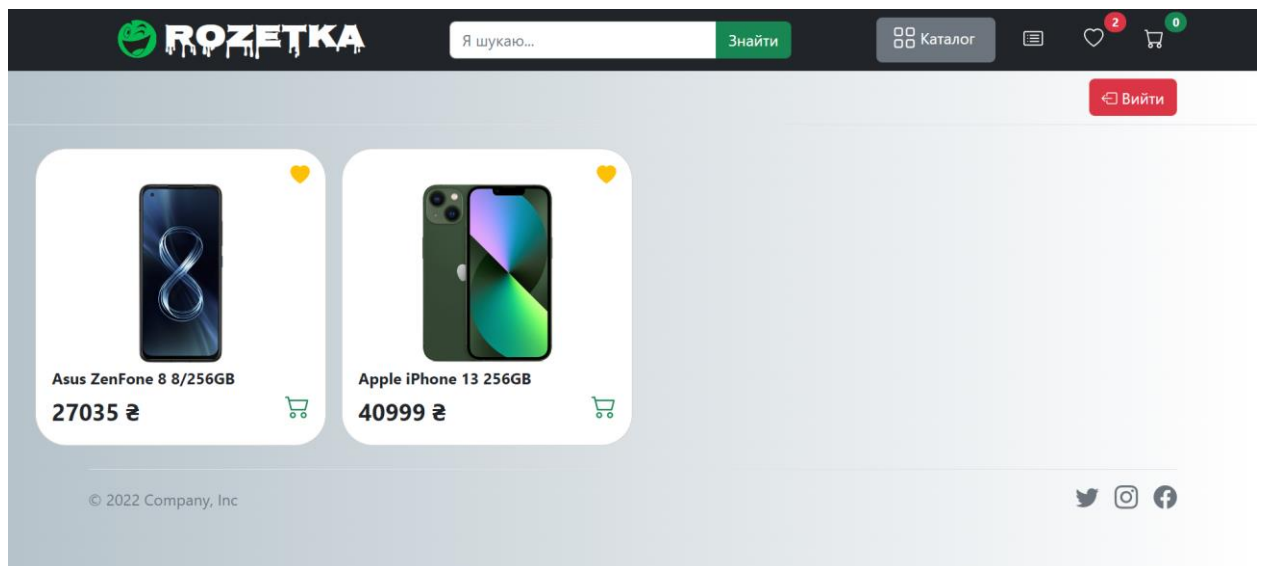 ROZETKA
Я шукаю...
Знайти
Каталог
2
0
Вийти
Asus ZenFone 8 8/256GB
27035 ₴
Apple iPhone 13 256GB
40999 ₴
© 2022 Company, Inc